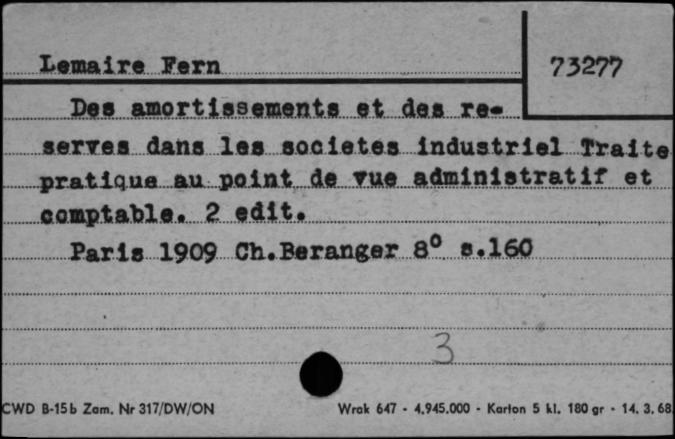 Lemaire Fern
73277
Des amortissements et des re-
serves dans les societes industriel Traite
pratique au point de vue administratif et
comptable. 2 edit.
Paris 1909 Ch.Beranger 8° s.160
3
CWD B-15b Zam. Nr 317/DW/ON Wrak 647 - 4.945.000 - Karton 5 kl. 180 gr - 14. 3. 68